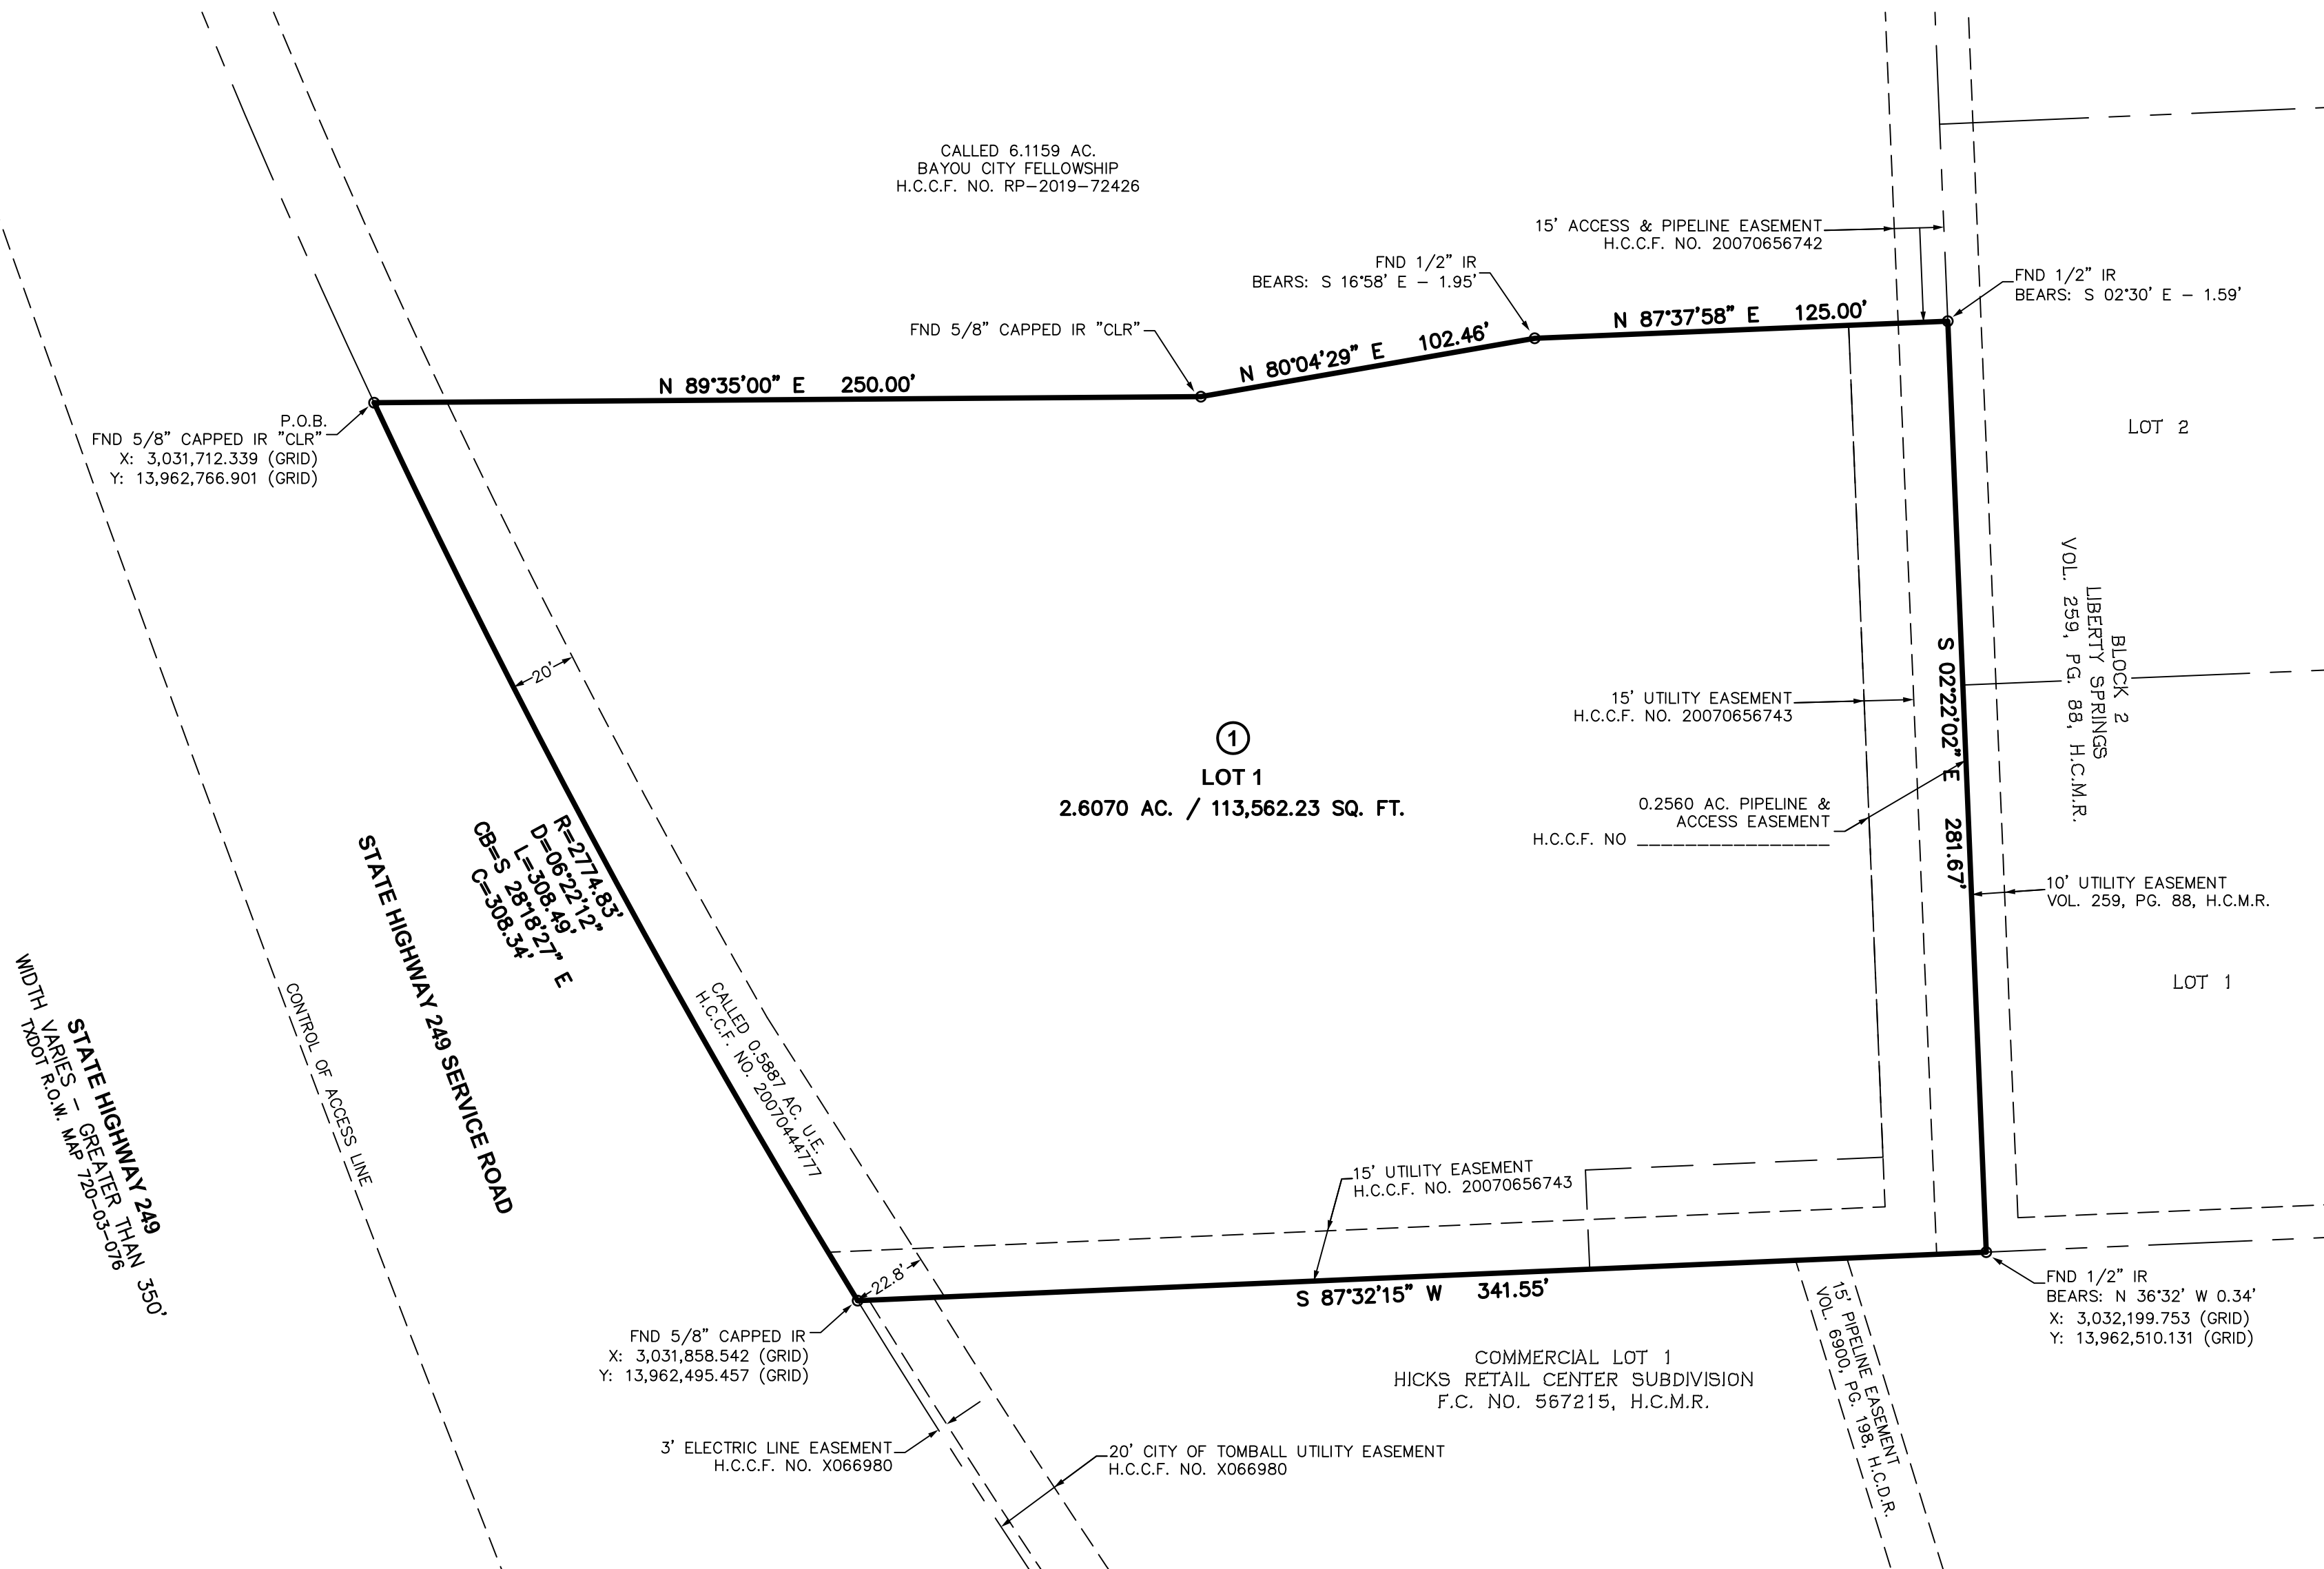 CALLED 6.1159 AC.
BAYOU CITY FELLOWSHIP
H.C.C.F. NO. RP-2019-72426
15' ACCESS & PIPELINE EASEMENT
H.C.C.F. NO. 20070656742
FND 1/2" IR
BEARS: S 16°58' E - 1.95'
FND 1/2" IR
BEARS: S 02°30' E - 1.59'
FND 5/8" CAPPED IR "CLR"
N 89°35'00" E 250.00'
N 80°04'29" E 102.46'
N 87°37'58" E 125.00'
P.O.B.
FND 5/8" CAPPED IR "CLR"
X: 3,031,712.339 (GRID)
Y: 13,962,766.901 (GRID)
LOT 2
BLOCK 2
LIBERTY SPRINGS
VOL. 259, PG. 88, H.C.M.R.
20'
S 02°22'02" E 281.67'
15' UTILITY EASEMENT
H.C.C.F. NO. 20070656743
1
LOT 1
2.6070 AC. / 113,562.23 SQ. FT.
0.2560 AC. PIPELINE &
ACCESS EASEMENT
H.C.C.F. NO ________________
R=2774.83'
D=06°22'12"
L=308.49'
CB=S 28°18'27" E
C=308.34'
10' UTILITY EASEMENT
VOL. 259, PG. 88, H.C.M.R.
LOT 1
STATE HIGHWAY 249 SERVICE ROAD
CONTROL OF ACCESS LINE
STATE HIGHWAY 249
WIDTH VARIES - GREATER THAN 350'
TXDOT R.O.W. MAP 720-03-076
CALLED 0.5887 AC. U.E.
H.C.C.F. NO. 20070444777
15' UTILITY EASEMENT
H.C.C.F. NO. 20070656743
22.8'
S 87°32'15" W 341.55'
FND 1/2" IR
BEARS: N 36°32' W 0.34'
X: 3,032,199.753 (GRID)
Y: 13,962,510.131 (GRID)
FND 5/8" CAPPED IR
X: 3,031,858.542 (GRID)
Y: 13,962,495.457 (GRID)
COMMERCIAL LOT 1
HICKS RETAIL CENTER SUBDIVISION
F.C. NO. 567215, H.C.M.R.
15' PIPELINE EASEMENT
VOL. 6900, PG. 198, H.C.D.R.
3' ELECTRIC LINE EASEMENT
H.C.C.F. NO. X066980
20' CITY OF TOMBALL UTILITY EASEMENT
H.C.C.F. NO. X066980